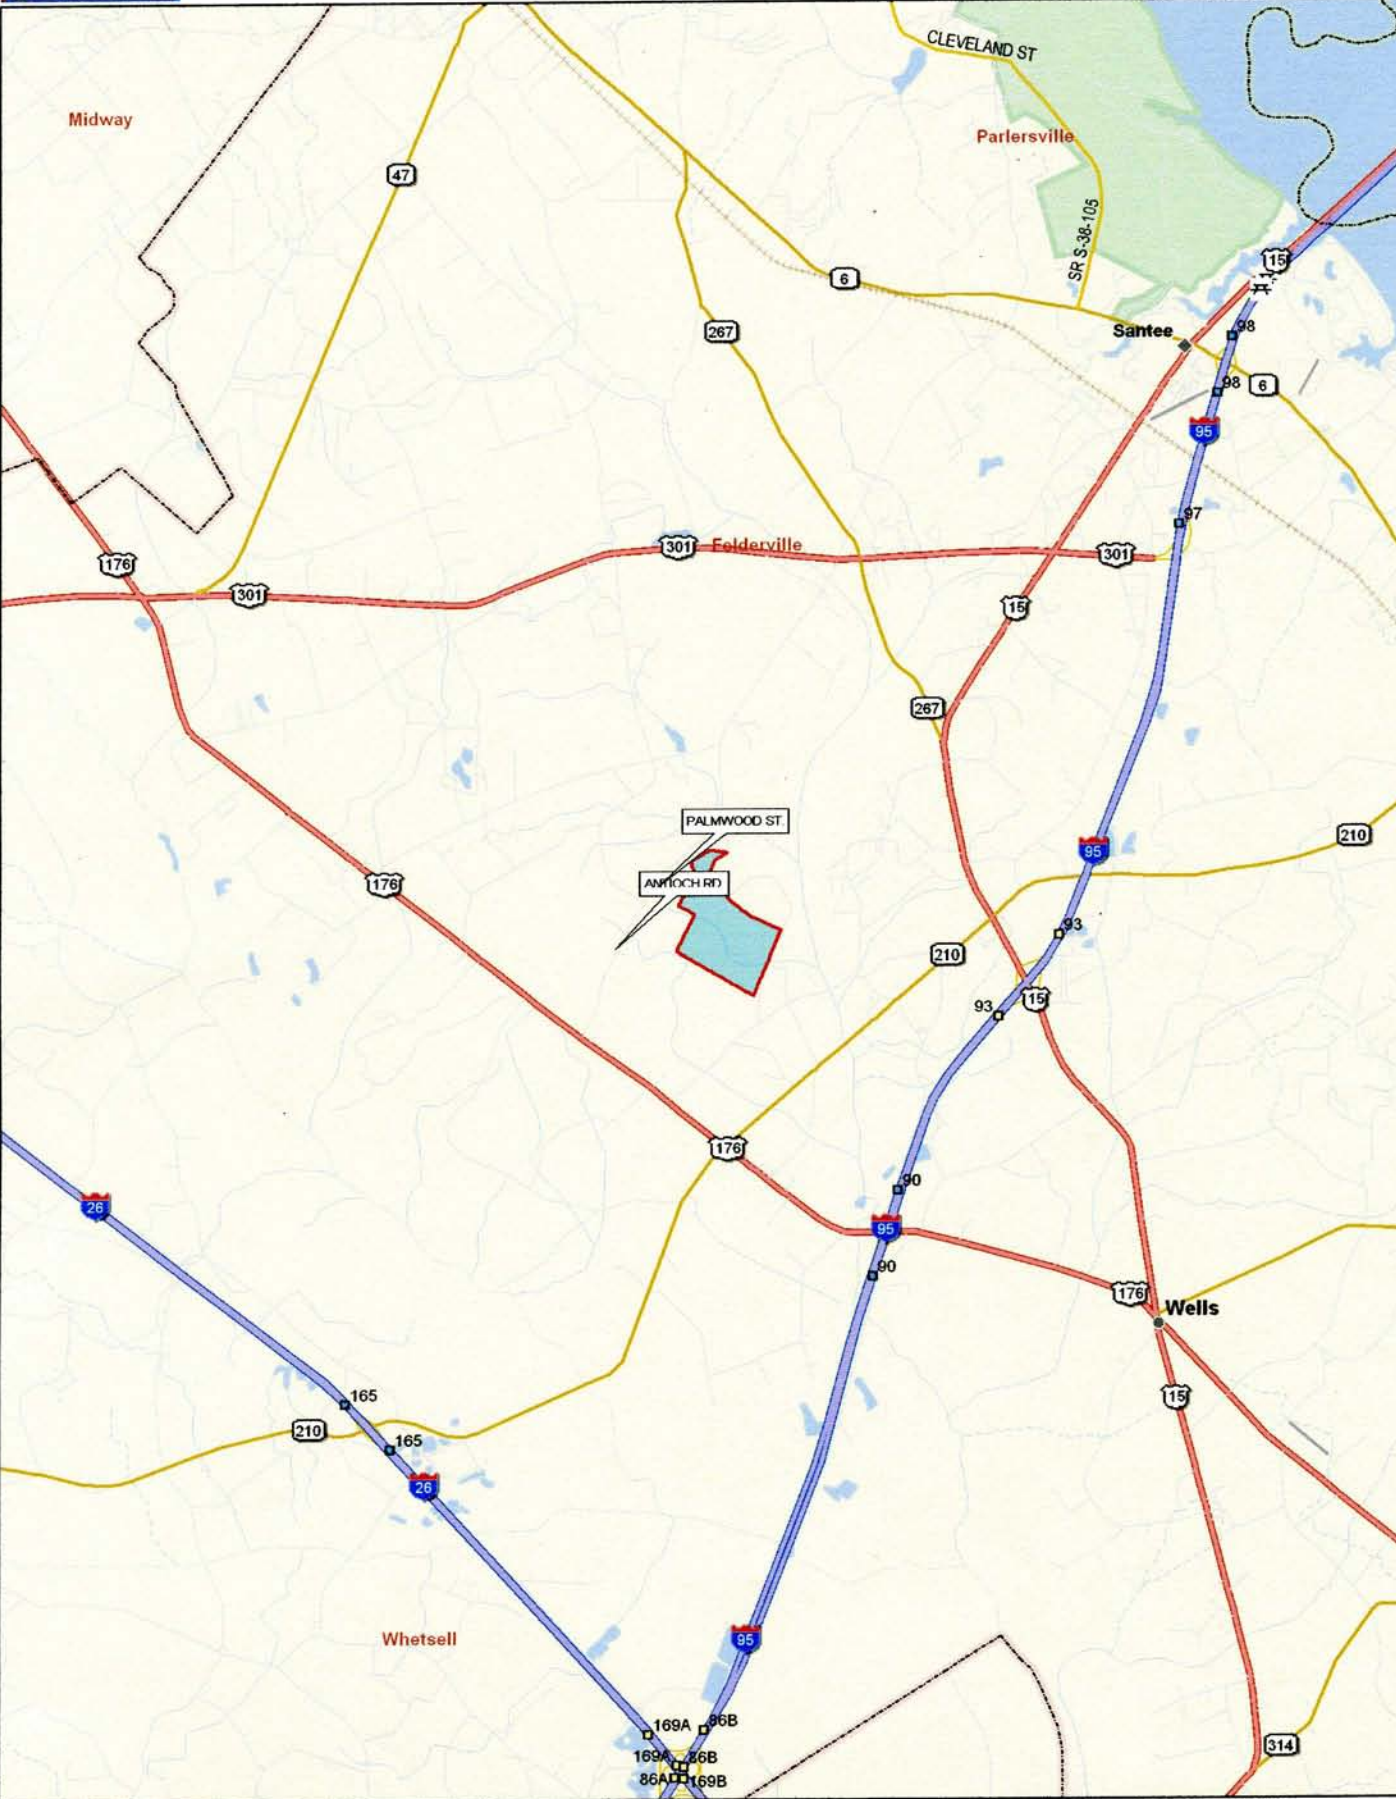 CLEVELAND ST
Midway
Parlersville
47
SR S-38-105
15
6
267
Santee
98
98
6
95
97
176
301
Felderville
301
301
15
267
PALMWOOD ST.
210
95
176
ANTIOCH RD
93
210
15
93
176
90
26
95
90
176
Wells
165
15
210
165
26
Whetsell
95
169A
86B
314
169A
86B
86A
169B